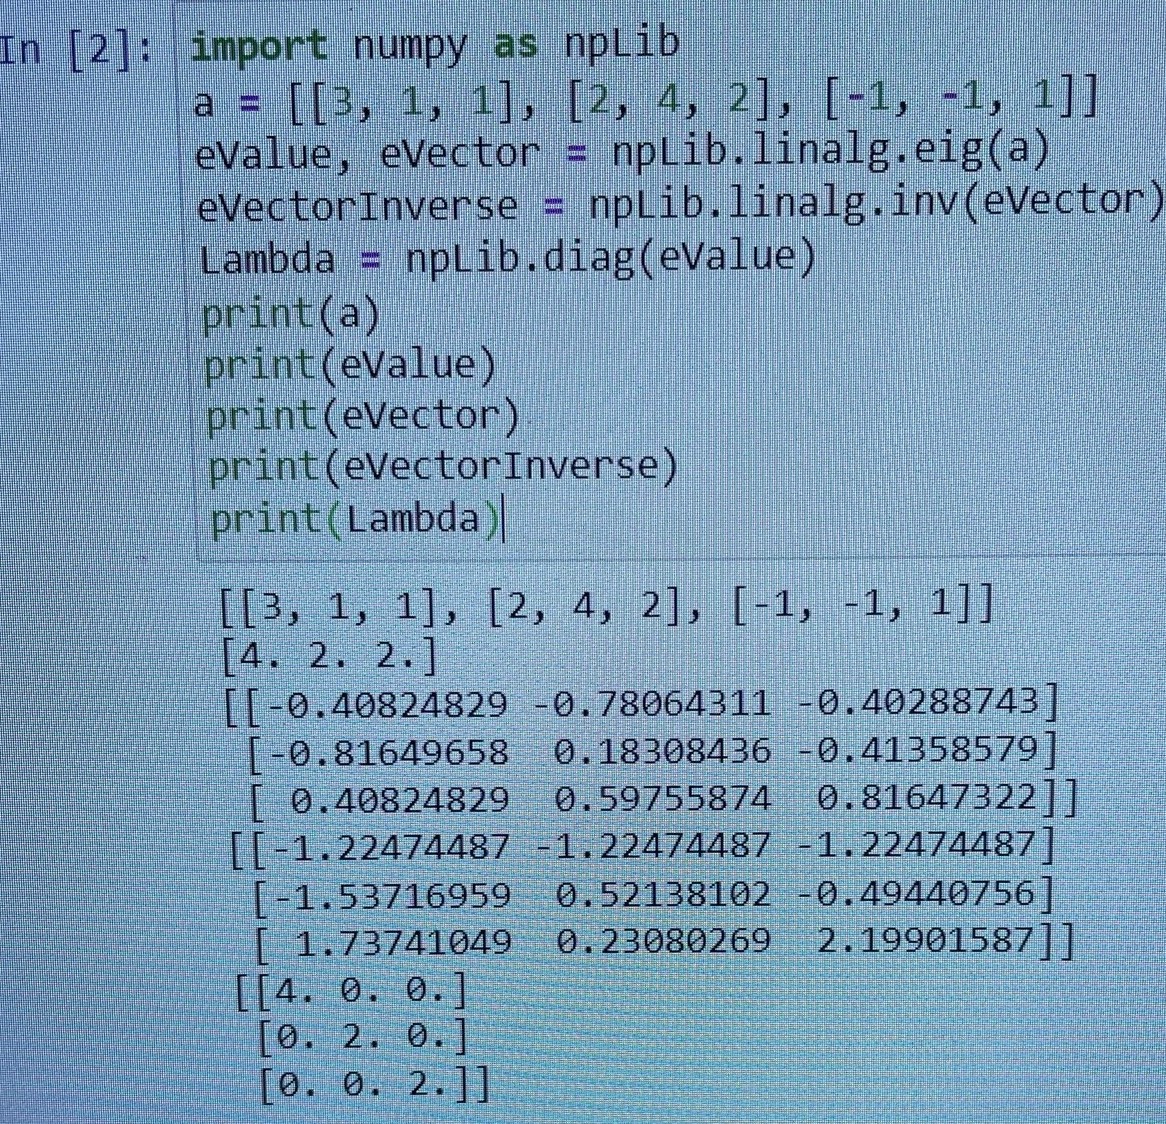 In [2]: import numpy as npLib
a = [[3, 1, 1], [2, 4, 2], [-1, -1, 1]]
eValue, eVector = npLib.linalg.eig(a)
eVectorInverse = npLib.linalg.inv(eVector)
Lambda = npLib.diag(eValue)
print(a)
print(eValue)
print(eVector)
print(eVectorInverse)
print(Lambda)
[[3, 1, 1], [2, 4, 2], [-1, -1, 1]]
[4. 2. 2.]
[[-0.40824829 -0.78064311 -0.40288743]
[-0.81649658  0.18308436 -0.41358579]
[ 0.40824829  0.59755874  0.81647322]]
[[-1.22474487 -1.22474487 -1.22474487]
[-1.53716959  0.52138102 -0.49440756]
[ 1.73741049  0.23080269  2.19901587]]
[[4. 0. 0.]
[0. 2. 0.]
[0. 0. 2.]]